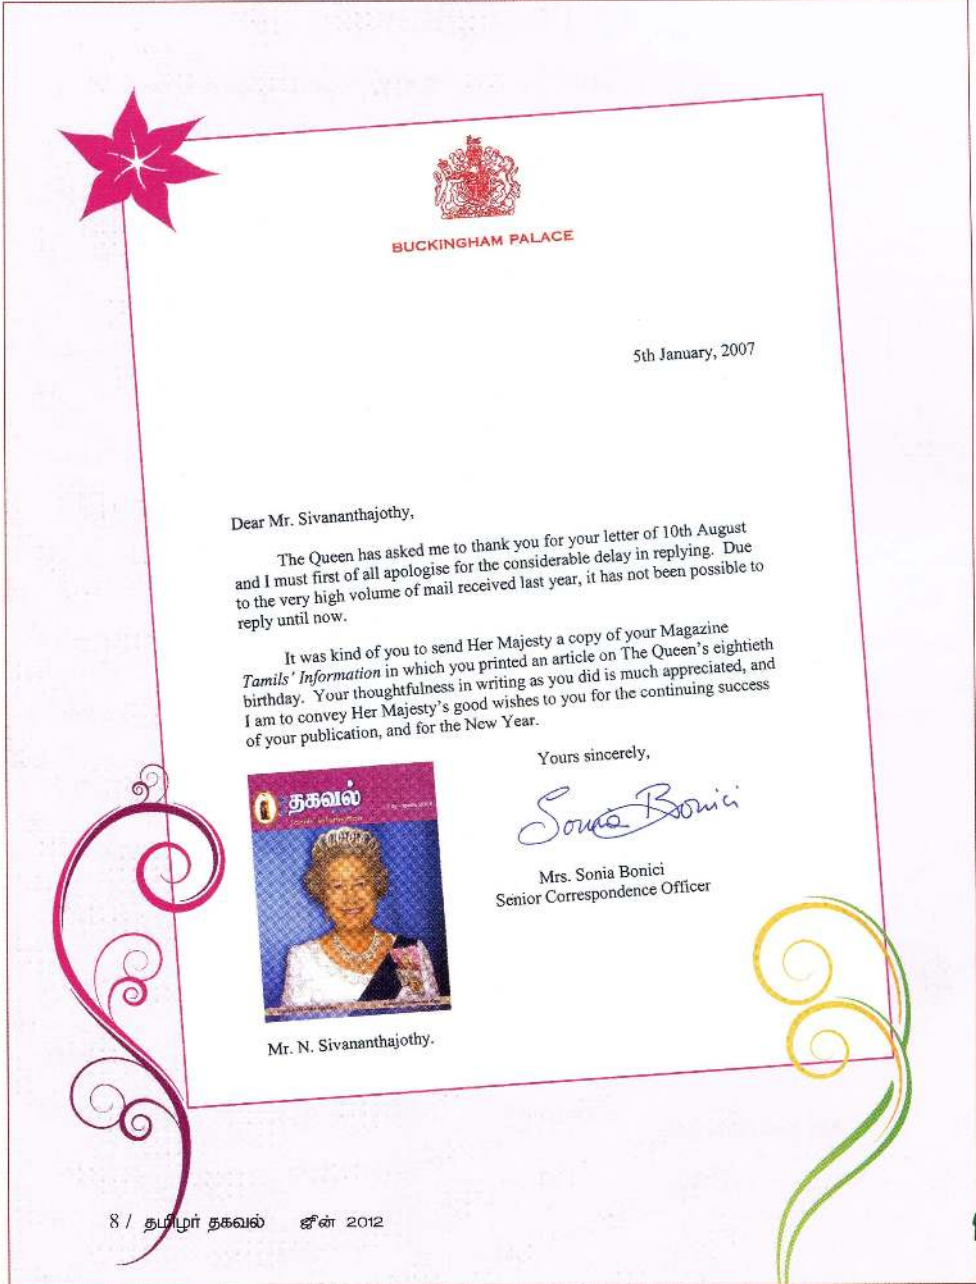 BUCKINGHAM PALACE
5th January, 2007
Dear Mr. Sivananthajothy,
The Queen has asked me to thank you for your letter of 10th August
and I must first of all apologise for the considerable delay in replying. Due
to the very high volume of mail received last year, it has not been possible to
reply until now.
It was kind of you to send Her Majesty a copy of your Magazine
Tamils' Information in which you printed an article on The Queen's eightieth
birthday. Your thoughtfulness in writing as you did is much appreciated, and
I am to convey Her Majesty's good wishes to you for the continuing success
of your publication, and for the New Year.
Yours sincerely,
Sonia Bonici
Mrs. Sonia Bonici
Senior Correspondence Officer
தகவல்
Mr. N. Sivananthajothy.
8 / தமிழர் தகவல் ஜீன் 2012